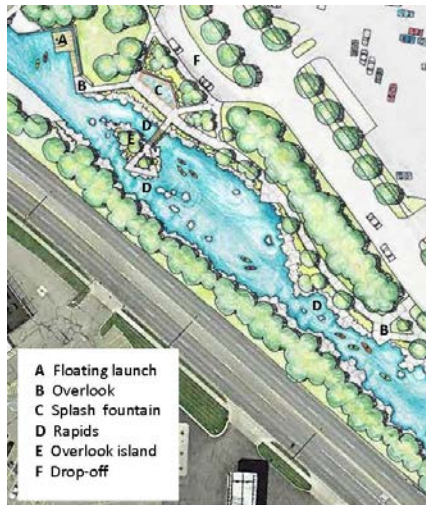 A
F
B
C
D
E
D
D
B
A Floating launch
B Overlook
C Splash fountain
D Rapids
E Overlook island
F Drop-off